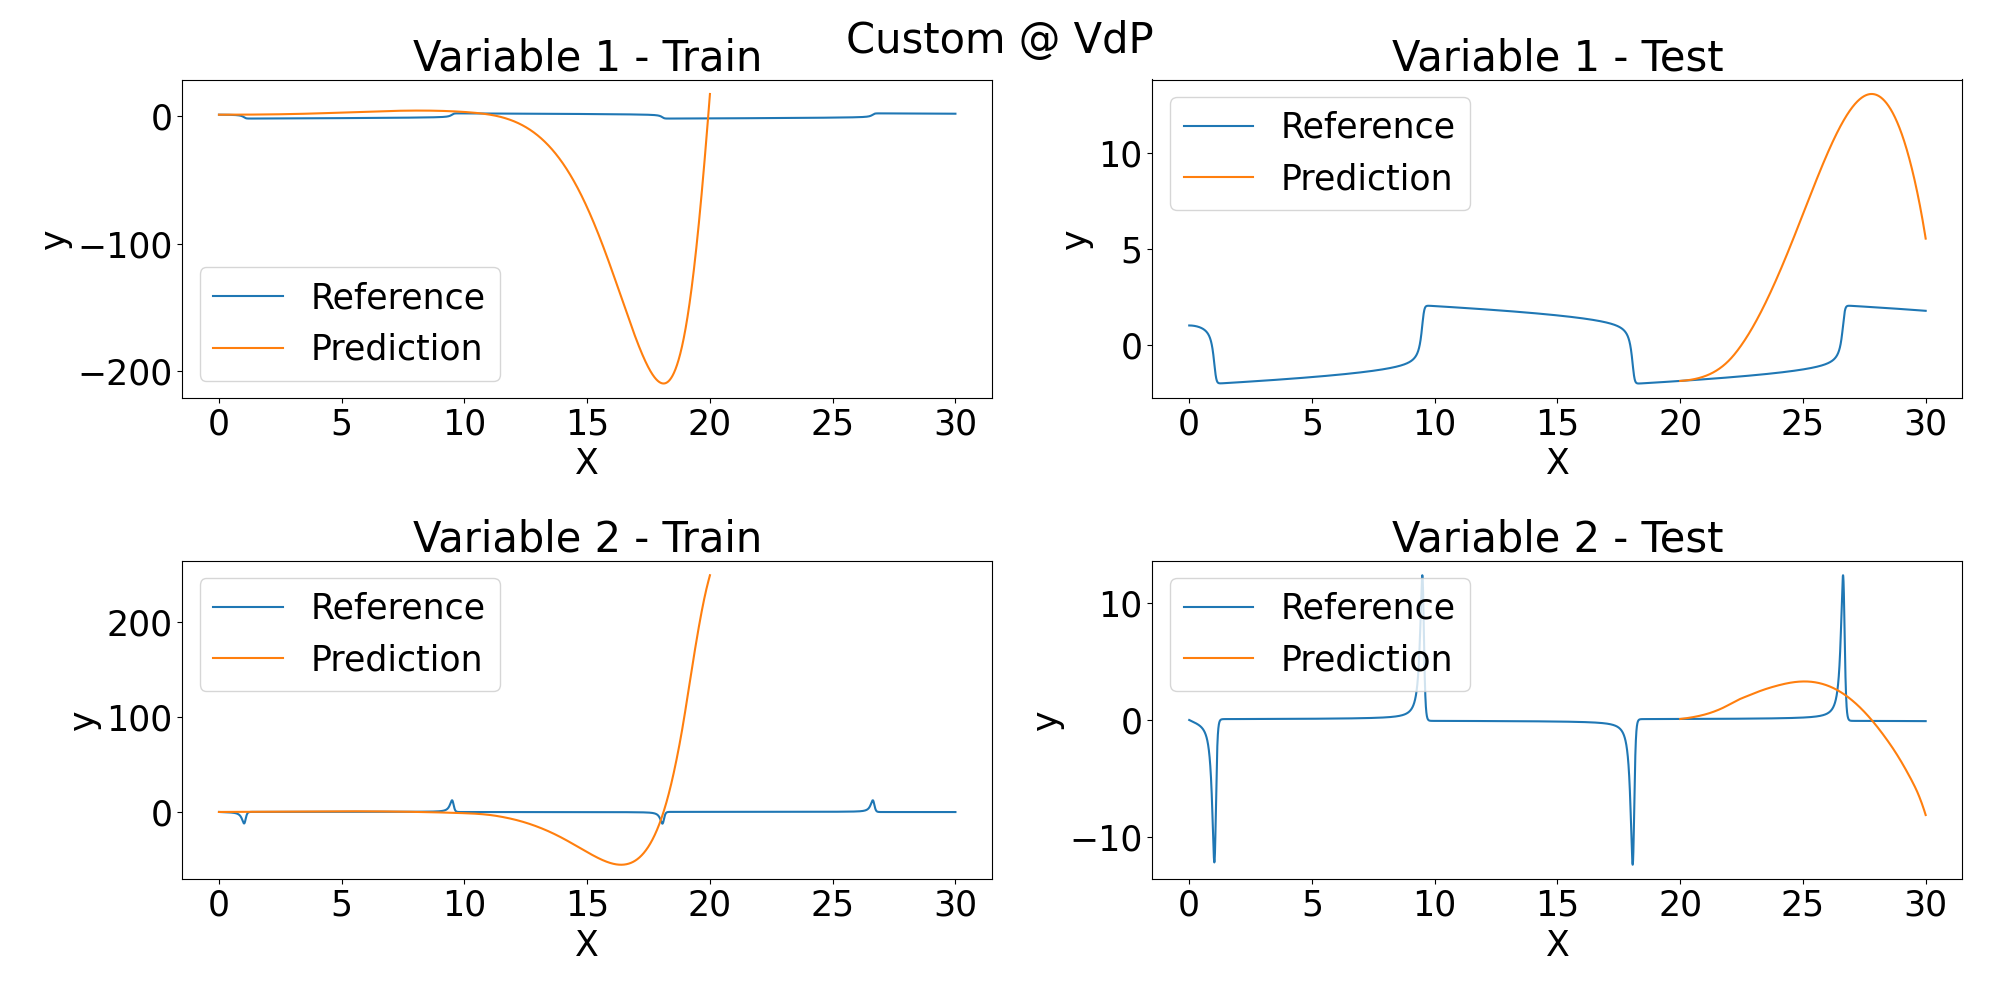 Custom @ VdP
Variable 1 - Train
0
−100
−200
y
Reference
Prediction
0 5 10 15 20 25 30
X
Variable 1 - Test
10
5
0
y
Reference
Prediction
0 5 10 15 20 25 30
X
Variable 2 - Train
200
100
0
y
Reference
Prediction
0 5 10 15 20 25 30
X
Variable 2 - Test
10
0
−10
y
Reference
Prediction
0 5 10 15 20 25 30
X